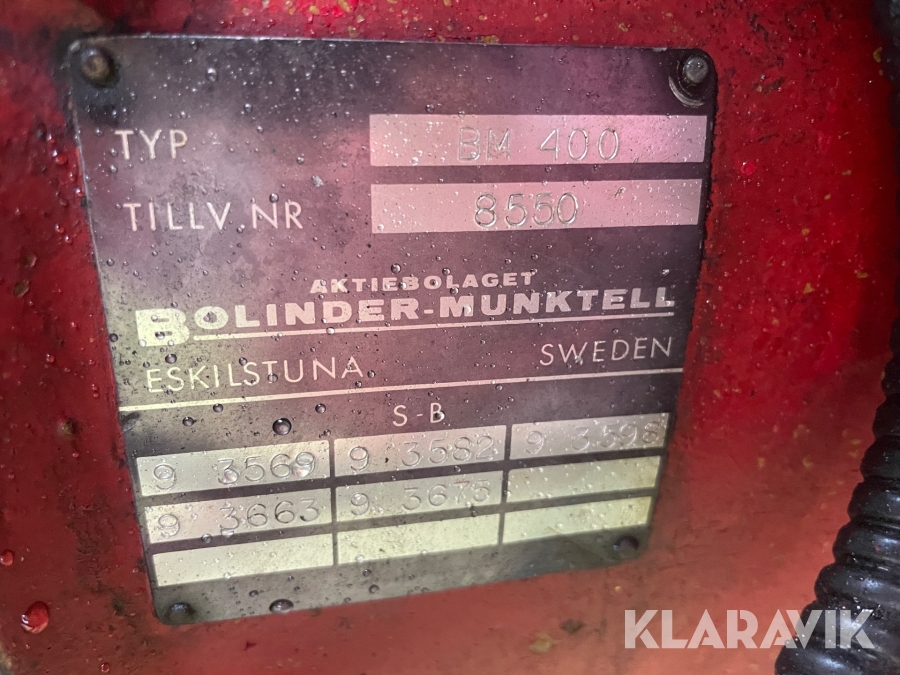 TYP BM 400
TILLV.NR 8550
AKTIEBOLAGET
BOLINDER-MUNKTELL
ESKILSTUNA SWEDEN
S-B
9 3569 9 3582 9 3598
9 3663 9 3675
KLARAVIK